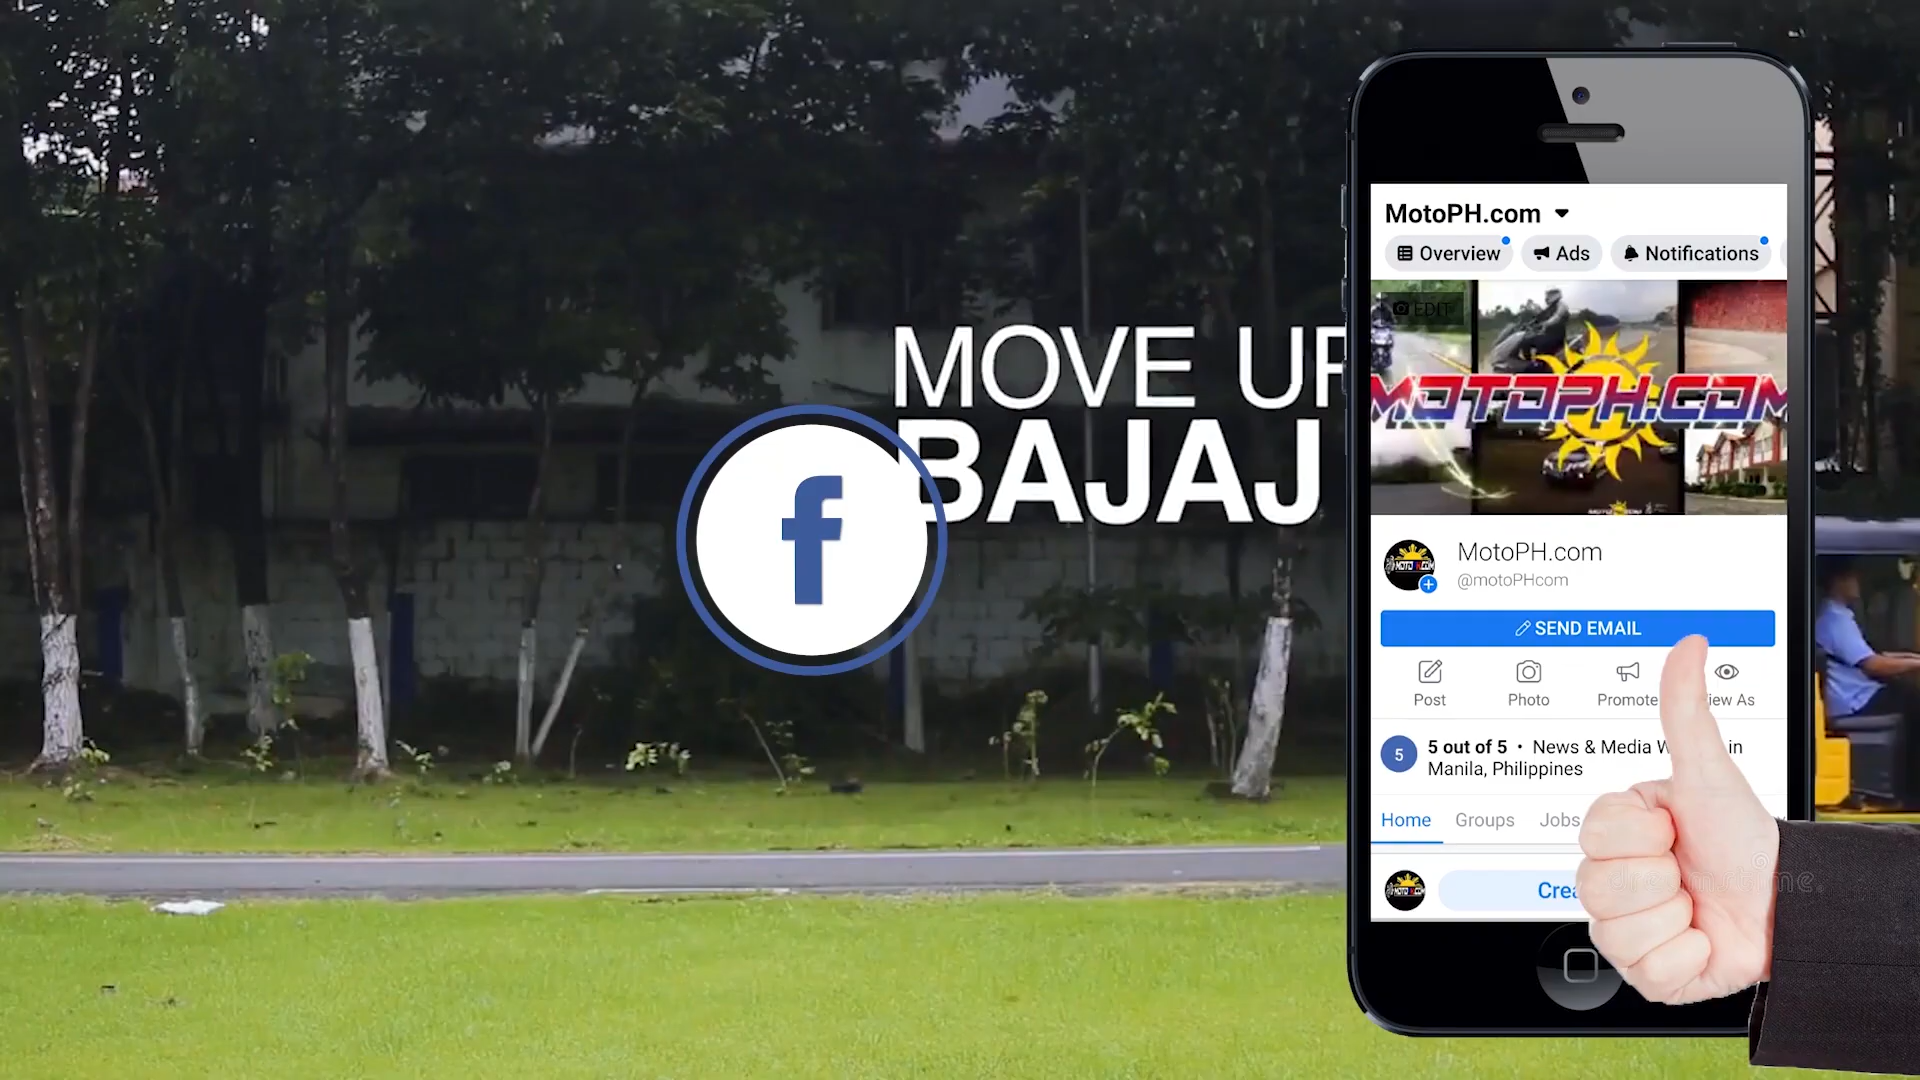 MOVE UP
BAJAJ
f
MotoPH.com
Overview
Ads
Notifications
EDIT
MOTOPH.COM
MotoPH.com
@motoPHcom
SEND EMAIL
Post
Photo
Promote
iew As
5
5 out of 5 · News & Media W in
Manila, Philippines
Home
Groups
Jobs
Crea